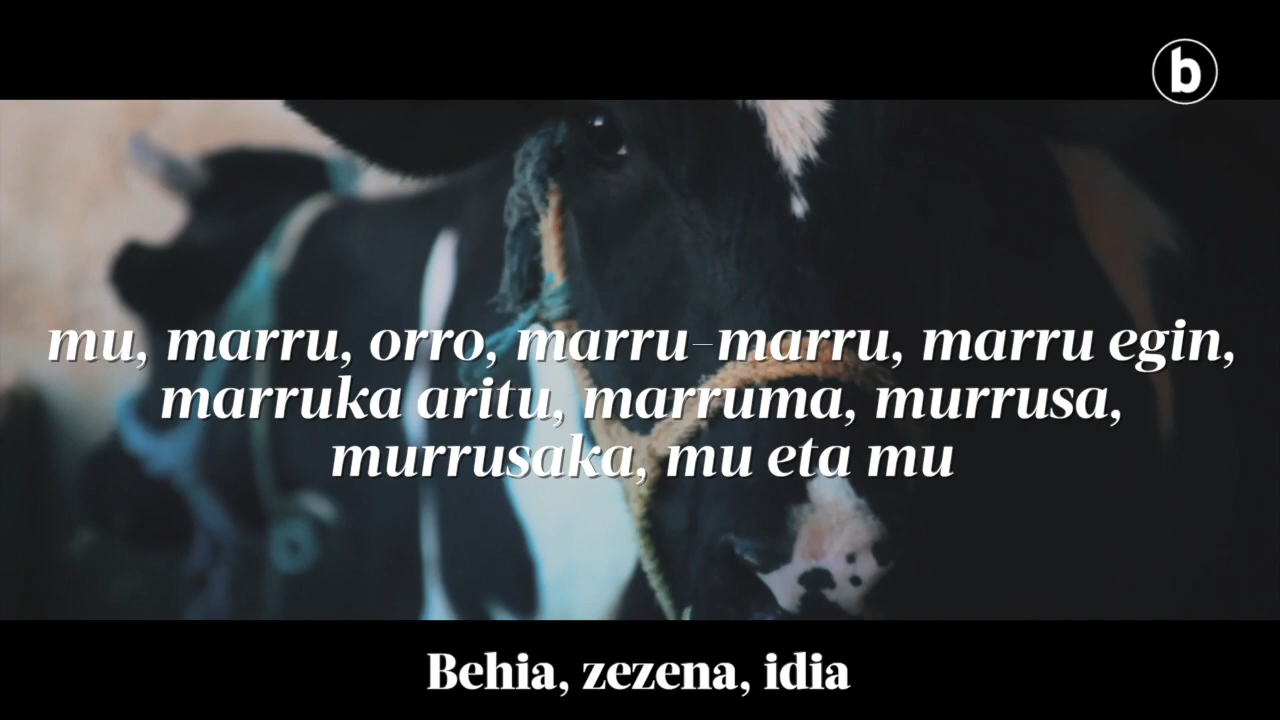 b
mu, marru, orro, marru-marru, marru egin,
marruka aritu, marruma, murrusa,
murrusaka, mu eta mu
Behia, zezena, idia